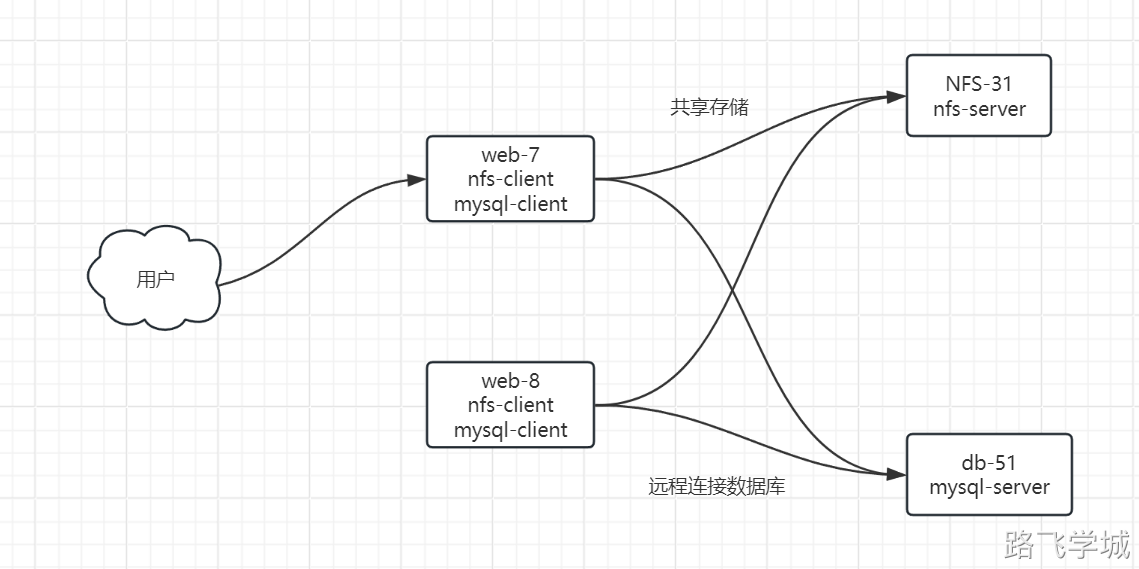 用户
web-7
nfs-client
mysql-client
web-8
nfs-client
mysql-client
共享存储
NFS-31
nfs-server
远程连接数据库
db-51
mysql-server
路飞学城